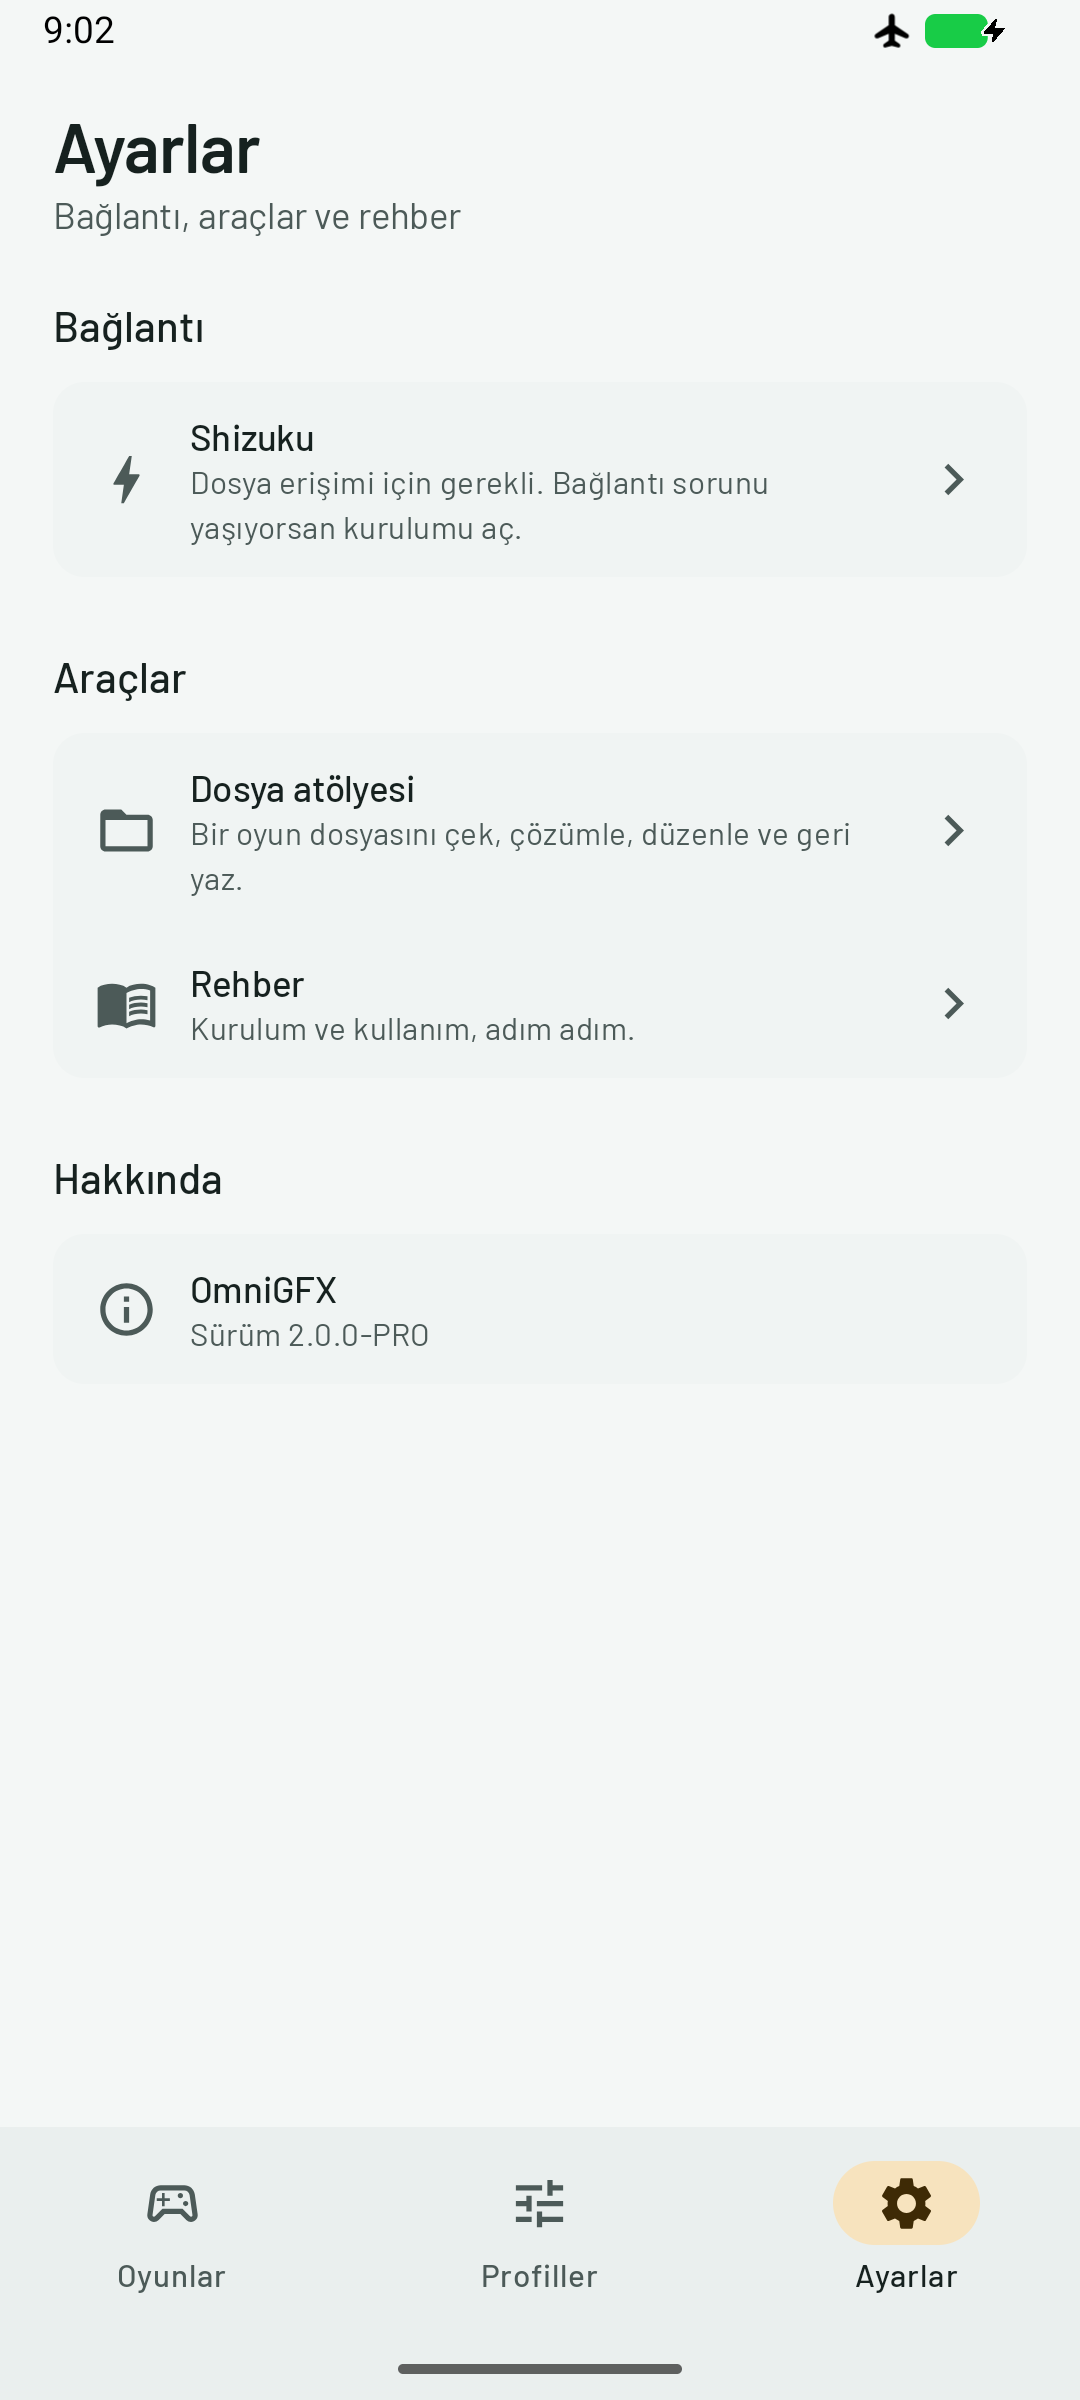 9:02
Ayarlar
Bağlantı, araçlar ve rehber
Bağlantı
Shizuku
Dosya erişimi için gerekli. Bağlantı sorunu
yaşıyorsan kurulumu aç.
Araçlar
Dosya atölyesi
Bir oyun dosyasını çek, çözümle, düzenle ve geri
yaz.
Rehber
Kurulum ve kullanım, adım adım.
Hakkında
OmniGFX
Sürüm 2.0.0-PRO
Oyunlar
Profiller
Ayarlar